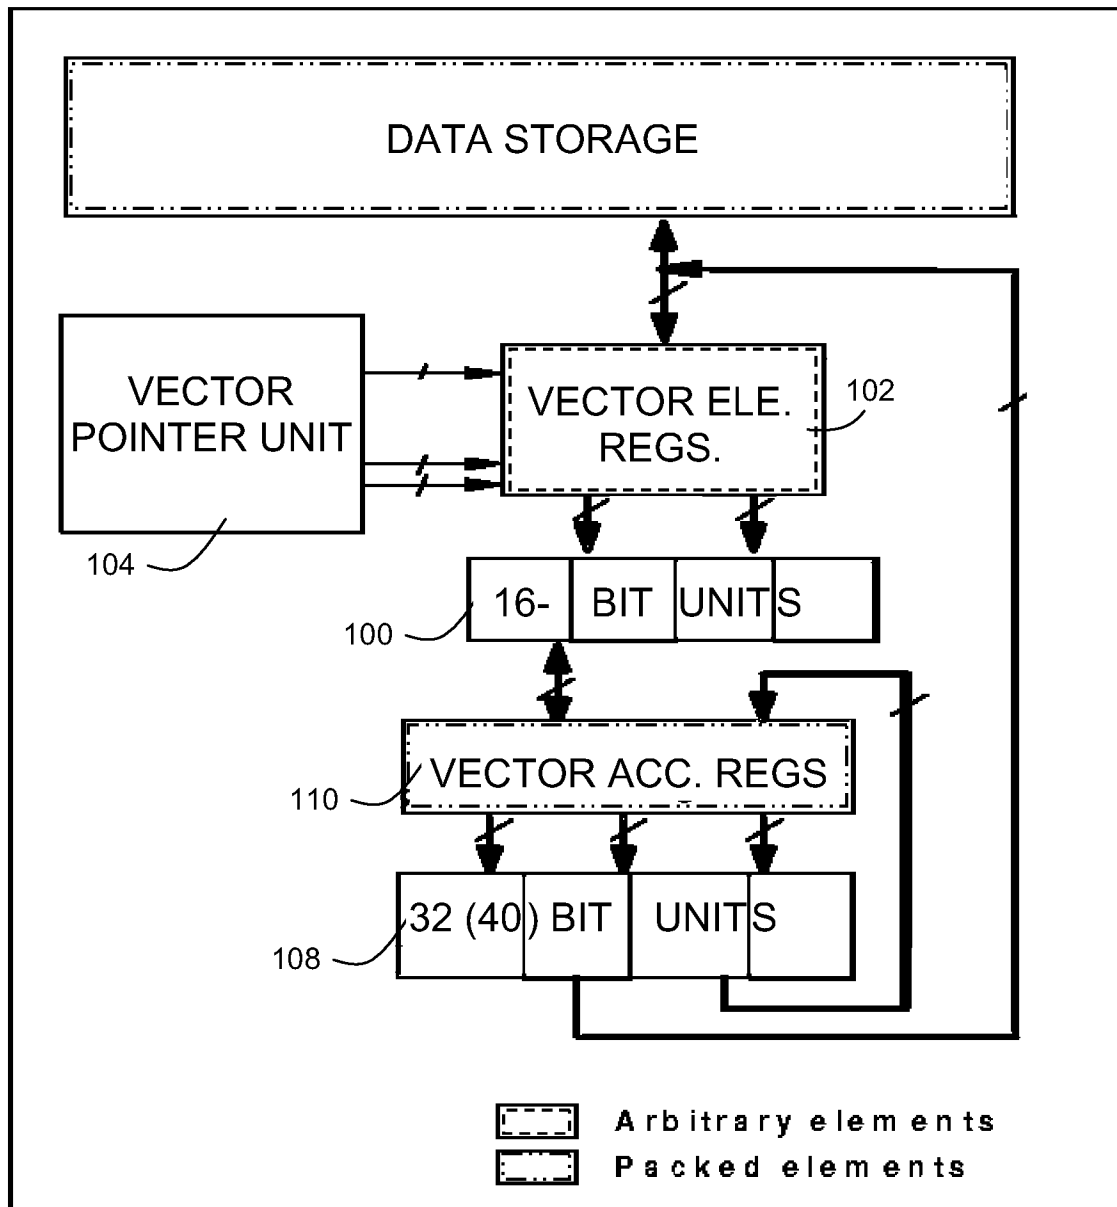 DATA STORAGE
VECTOR
POINTER UNIT
VECTOR ELE.
REGS.
102
104
16- BIT UNITS
100
VECTOR ACC. REGS
110
32 (40) BIT UNITS
108
Arbitrary elements
Packed elements